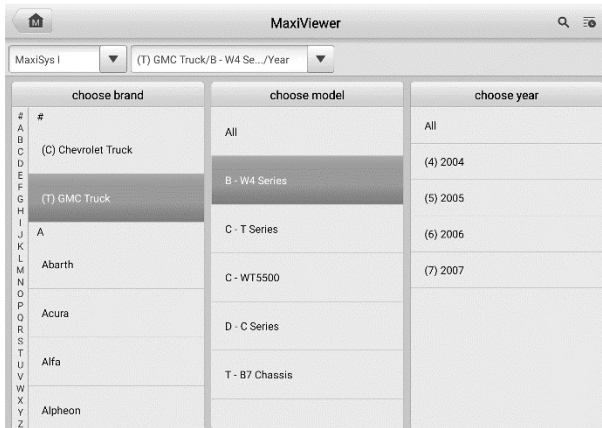 M
MaxiViewer
MaxiSys I
(T) GMC Truck/B - W4 Se.../Year
choose brand
choose model
choose year
#
A
B
C
D
E
F
G
H
I
J
K
L
M
N
O
P
Q
R
S
T
U
V
W
X
Y
Z
#
(C) Chevrolet Truck
(T) GMC Truck
A
Abarth
Acura
Alfa
Alpheon
All
B - W4 Series
C - T Series
C - WT5500
D - C Series
T - B7 Chassis
All
(4) 2004
(5) 2005
(6) 2006
(7) 2007